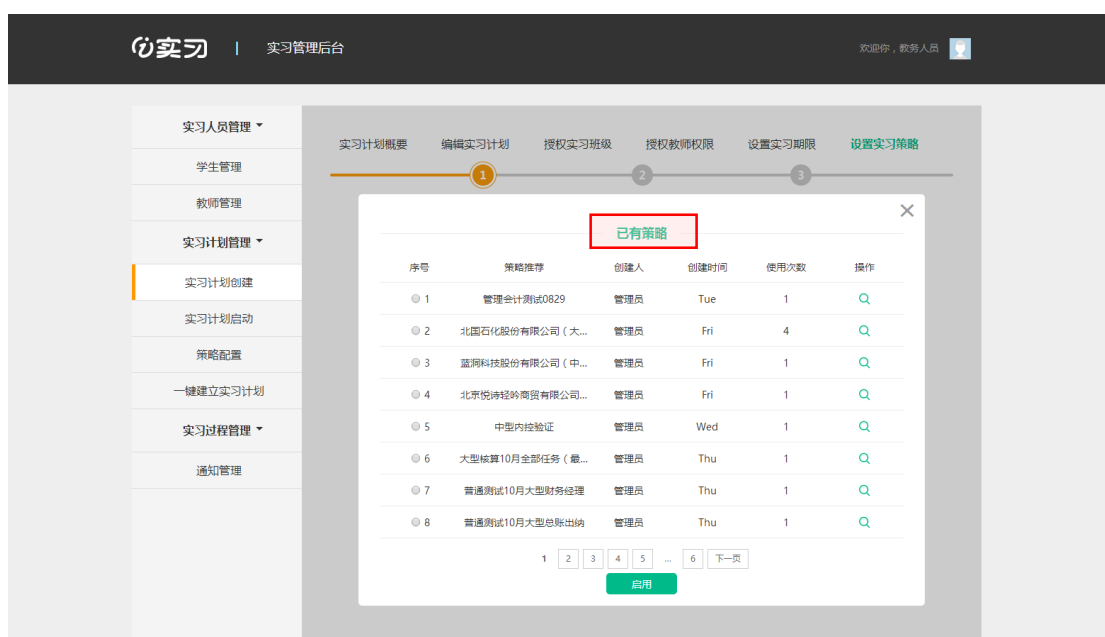 i实习 | 实习管理后台 欢迎你，教务人员
实习人员管理
学生管理
教师管理
实习计划管理
实习计划创建
实习计划启动
策略配置
一键建立实习计划
实习过程管理
通知管理
实习计划概要 编辑实习计划 授权实习班级 授权教师权限 设置实习期限 设置实习策略
1 2 3
已有策略
序号 策略推荐 创建人 创建时间 使用次数 操作
1 管理会计测试0829 管理员 Tue 1
2 北国石化股份有限公司（大... 管理员 Fri 4
3 蓝洞科技股份有限公司（中... 管理员 Fri 1
4 北京悦诗轻吟商贸有限公司... 管理员 Fri 1
5 中型内控验证 管理员 Wed 1
6 大型核算10月全部任务（最... 管理员 Thu 1
7 普通测试10月大型财务经理 管理员 Thu 1
8 普通测试10月大型总账出纳 管理员 Thu 1
1 2 3 4 5 ... 6 下一页
启用